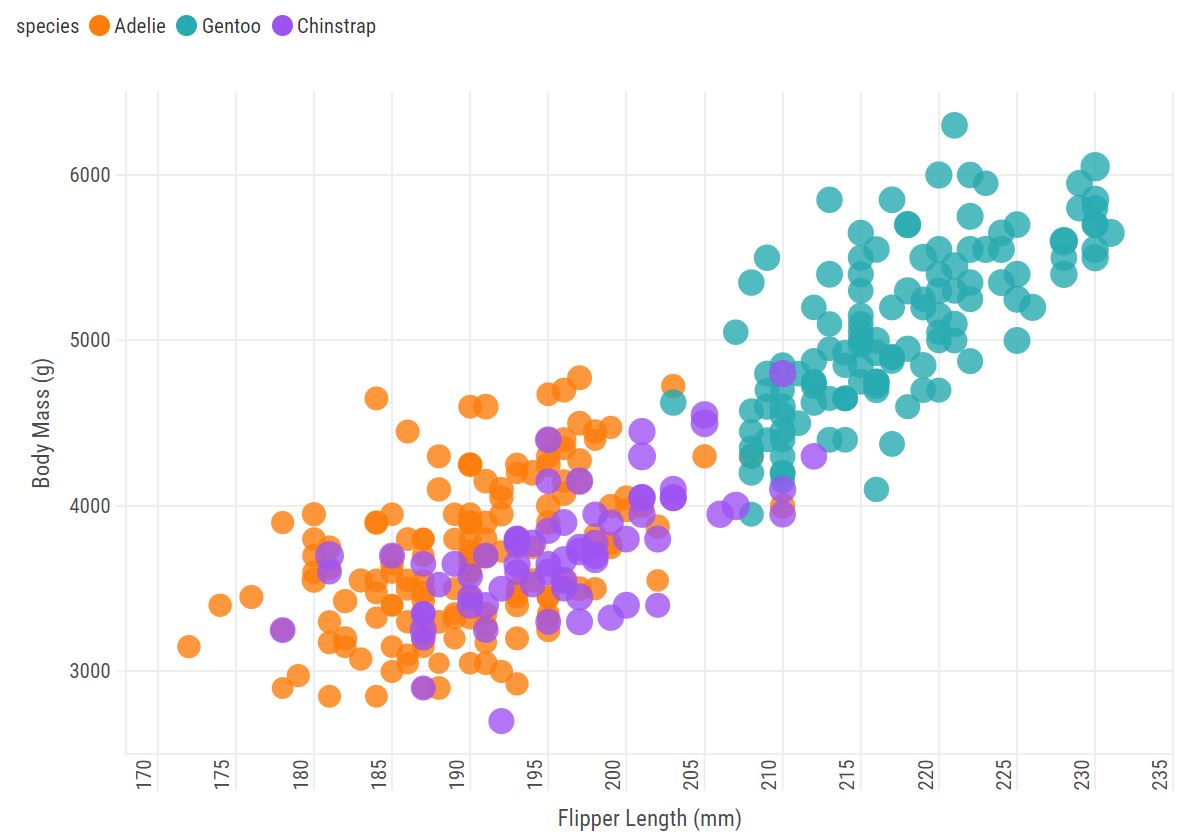 species Adelie Gentoo Chinstrap
6000
5000
4000
3000
Body Mass (g)
170 175 180 185 190 195 200 205 210 215 220 225 230 235
Flipper Length (mm)